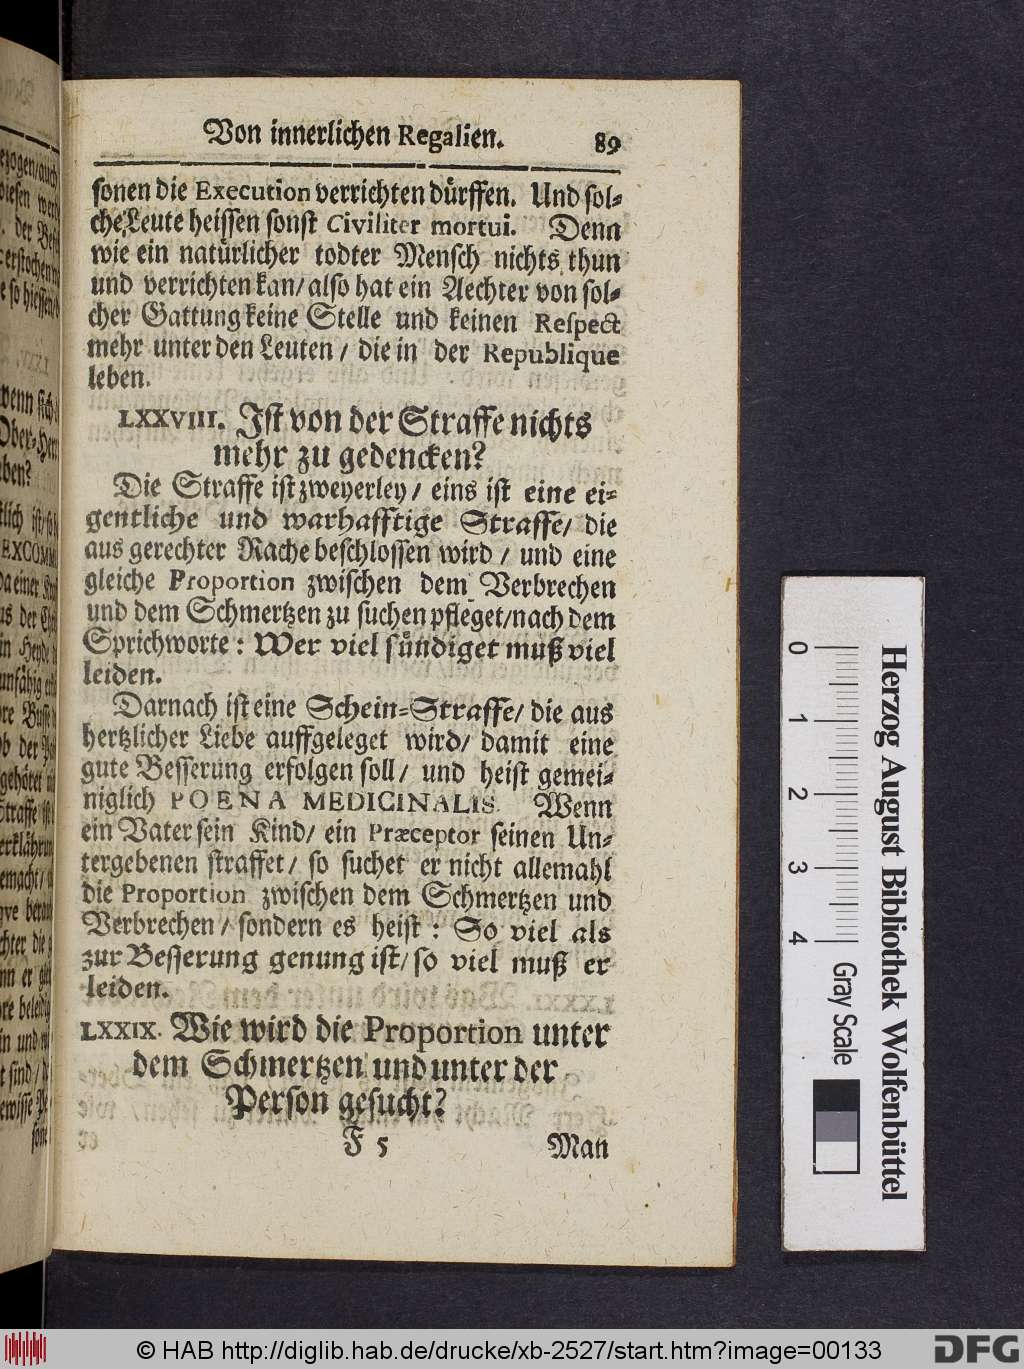 Von innerlichen Regalien. 89
sonen die Execution verrichten dürffen. Und sol-
che Leute heissen sonst Civiliter mortui. Denn
wie ein natürlicher todter Mensch nichts thun
und verrichten kan/ also hat ein Aechter von sol-
cher Gattung keine Stelle und keinen Respect
mehr unter den Leuten / die in der Republique
leben.
LXXVIII. Ist von der Straffe nichts
mehr zu gedencken?
Die Straffe ist zweyerley / eins ist eine ei-
gentliche und warhafftige Straffe/ die
aus gerechter Rache beschlossen wird / und eine
gleiche Proportion zwischen dem Verbrechen
und dem Schmertzen zu suchen pfleget/nach dem
Sprichworte: Wer viel sündiget muß viel
leiden.
Darnach ist eine Schein-Straffe/ die aus
hertzlicher Liebe auffgeleget wird/ damit eine
gute Besserung erfolgen soll/ und heist gemei-
niglich POENA MEDICINALIS. Wenn
ein Vater sein Kind/ ein Præceptor seinen Un-
tergebenen straffet/ so suchet er nicht allemahl
die Proportion zwischen dem Schmertzen und
Verbrechen / sondern es heist: So viel als
zur Besserung genung ist/ so viel muß er
leiden.
LXXIX. Wie wird die Proportion unter
dem Schmertzen und unter der
Person gesucht?
F 5 Man
0 1 2 3 4
Gray Scale
Herzog August Bibliothek Wolfenbüttel
© HAB http://diglib.hab.de/drucke/xb-2527/start.htm?image=00133
DFG